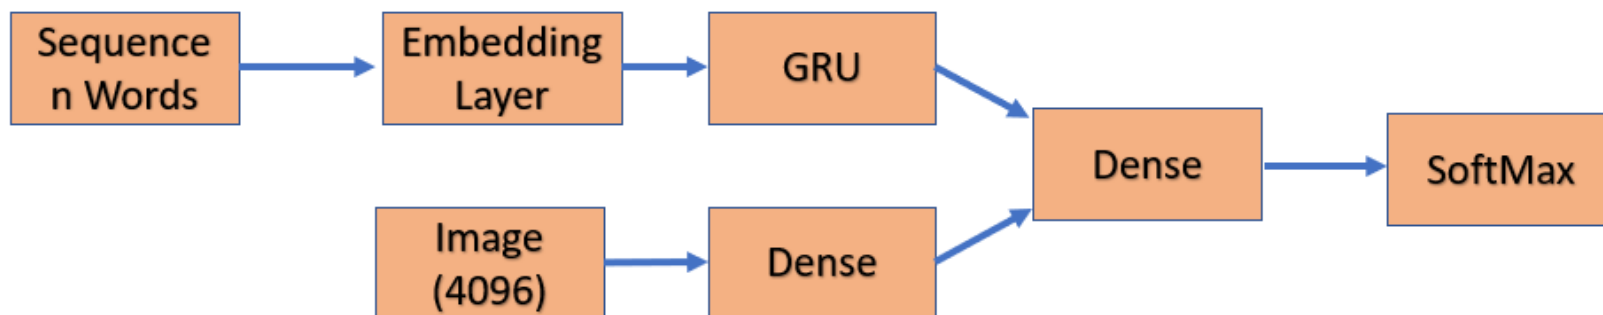 Sequence
n Words
Embedding
Layer
GRU
Dense
SoftMax
Image
(4096)
Dense